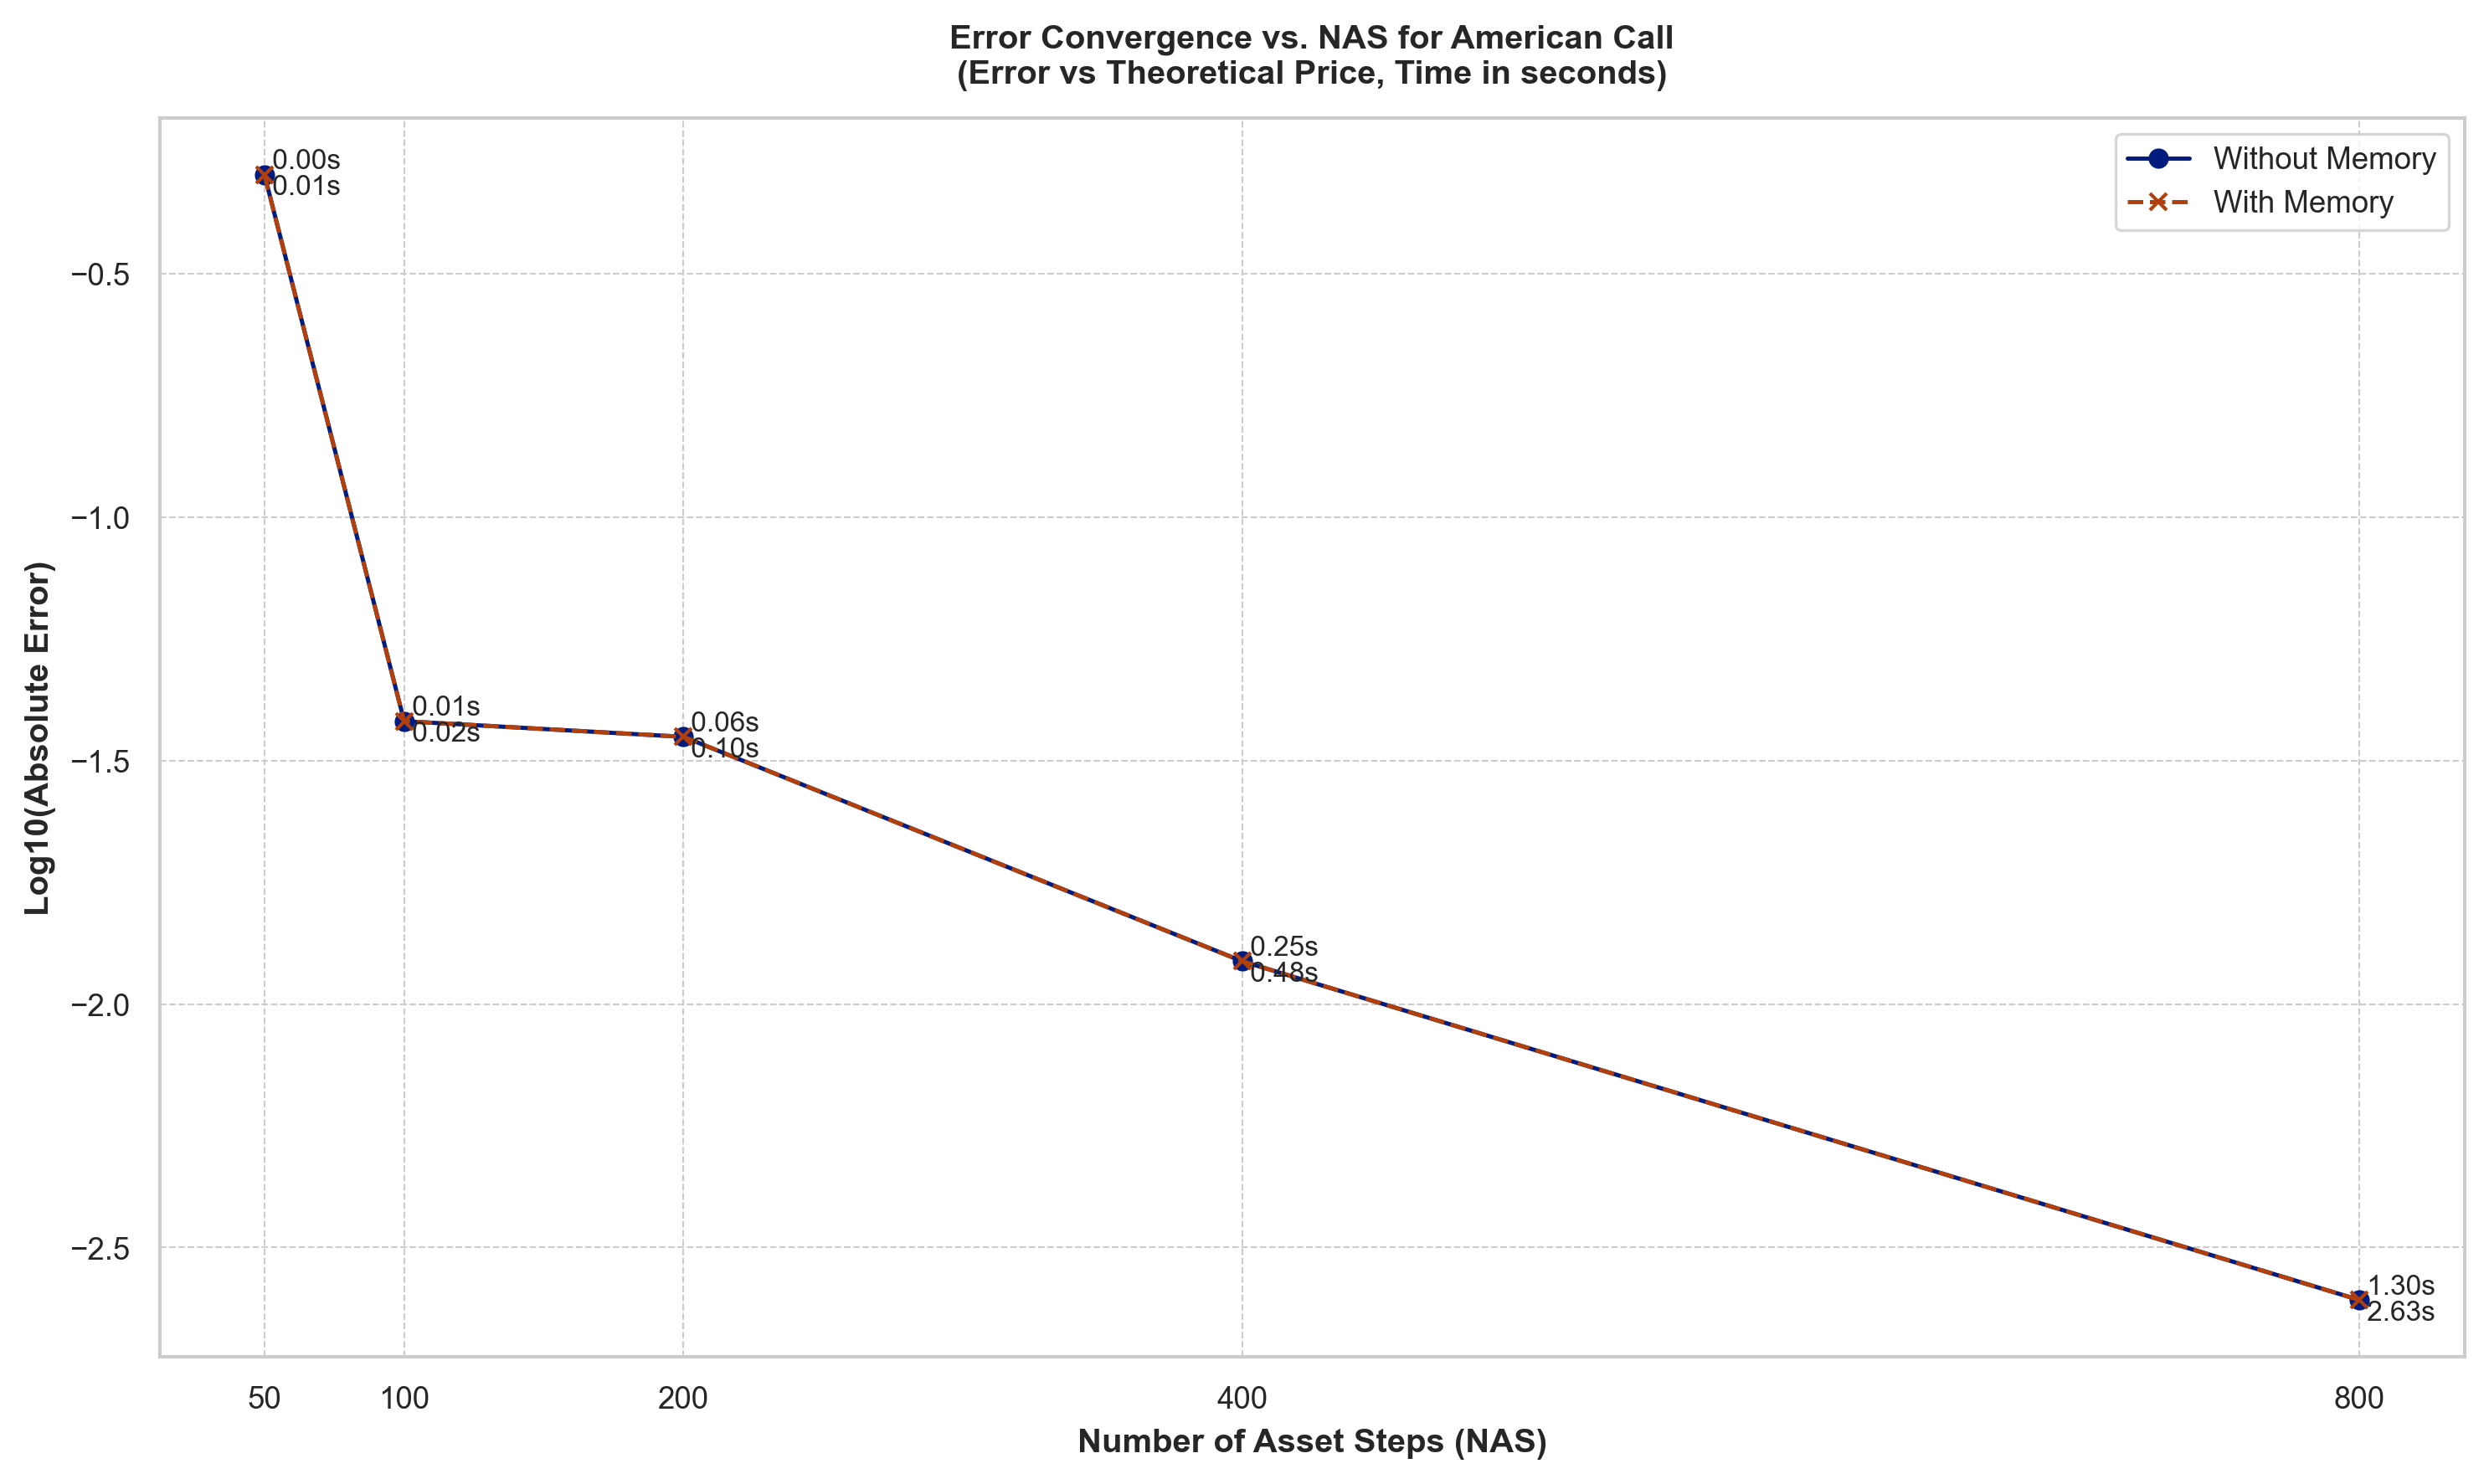 Error Convergence vs. NAS for American Call
(Error vs Theoretical Price, Time in seconds)
Without Memory
With Memory
0.00s
0.01s
−0.5
−1.0
0.01s
0.02s
0.06s
0.10s
−1.5
0.25s
0.48s
−2.0
−2.5
1.30s
2.63s
Log10(Absolute Error)
50 100 200 400 800
Number of Asset Steps (NAS)